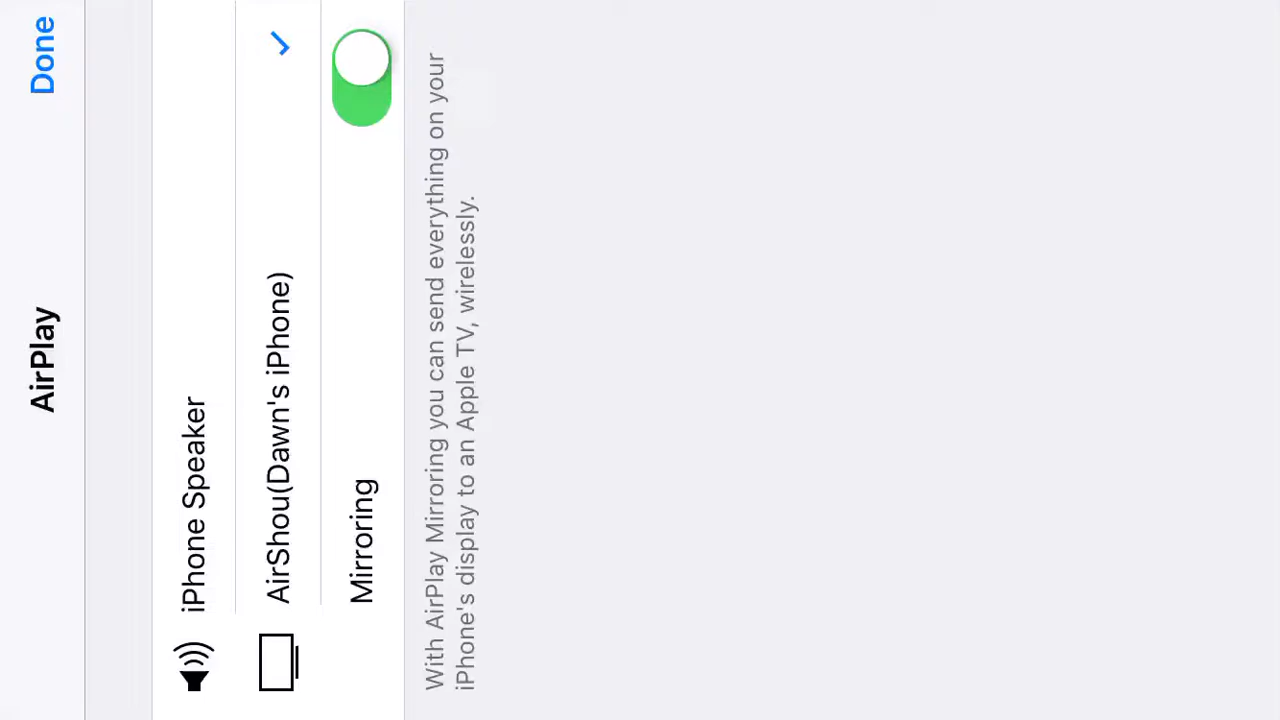 AirPlay
Done
iPhone Speaker
AirShou(Dawn's iPhone)
Mirroring
With AirPlay Mirroring you can send everything on your
iPhone's display to an Apple TV, wirelessly.